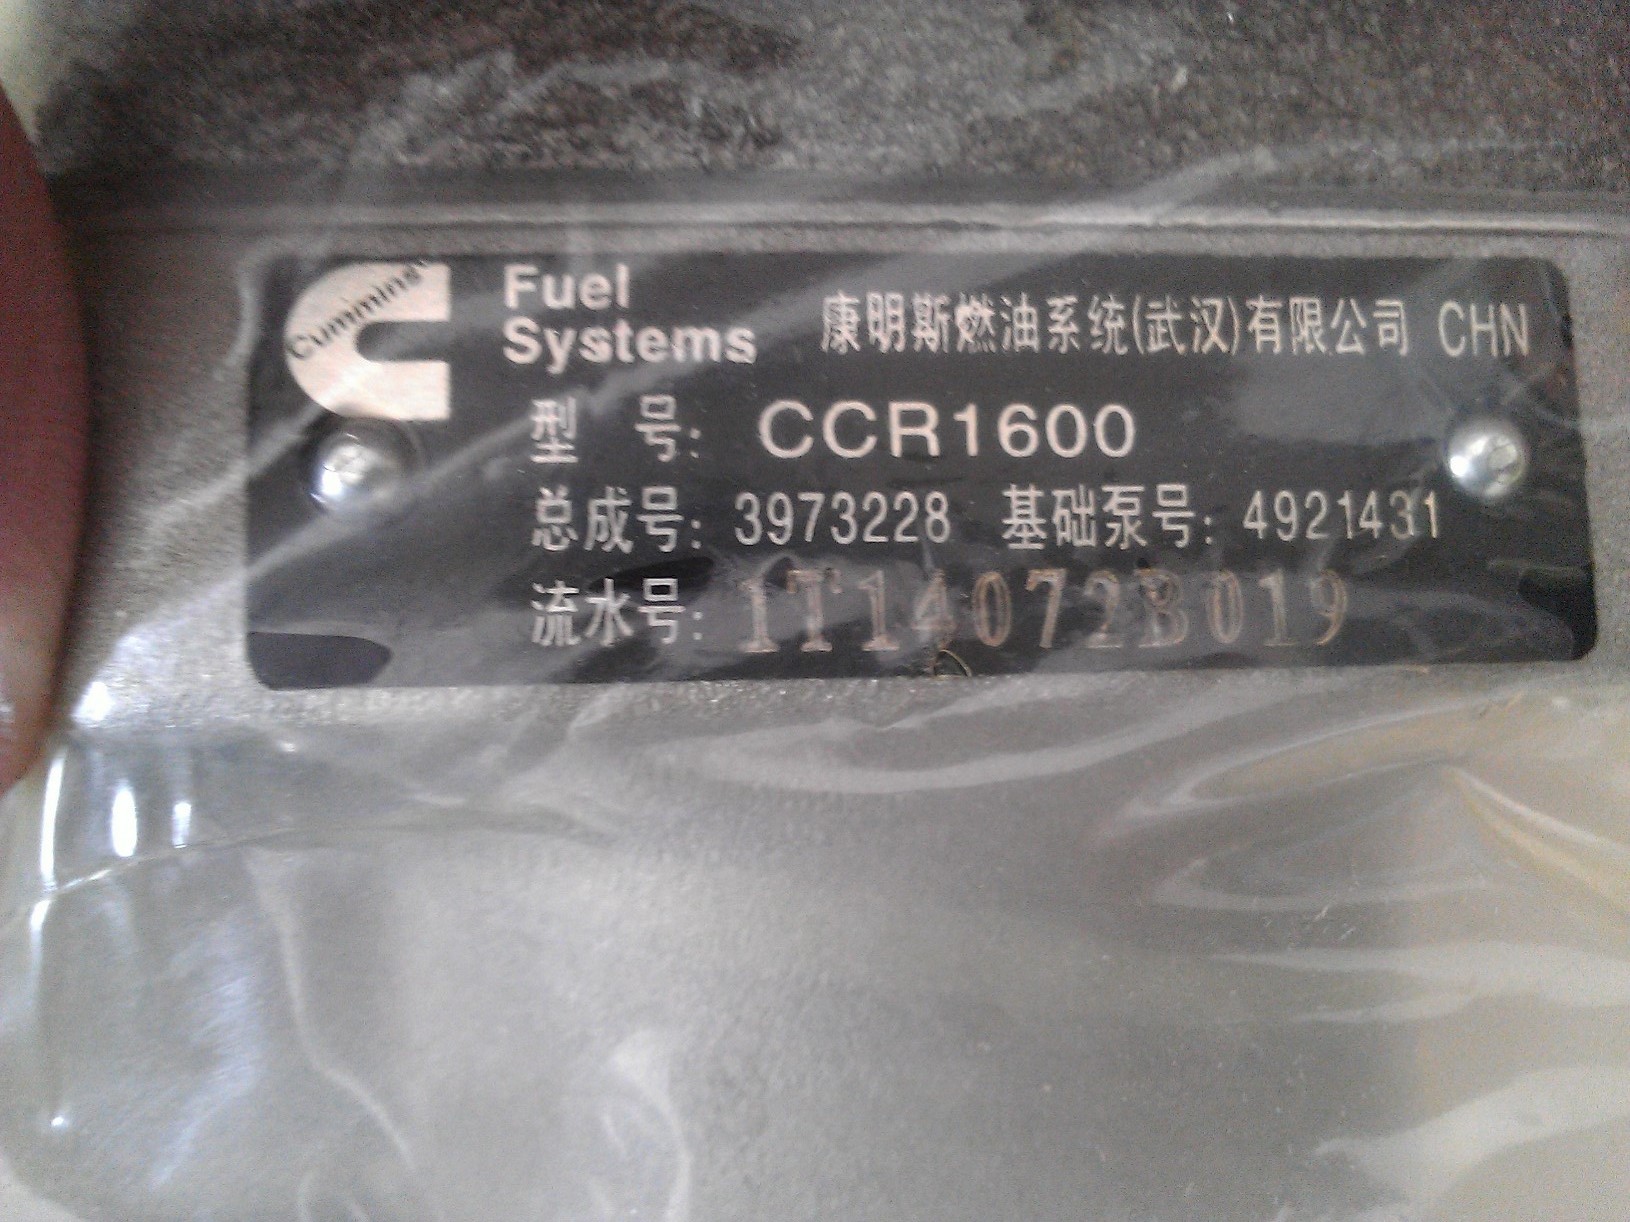 Cummins
Fuel
Systems
康明斯燃油系统(武汉)有限公司 CHN
型 号: CCR1600
总成号: 3973228 基础泵号: 4921431
流水号: 1T14072B019